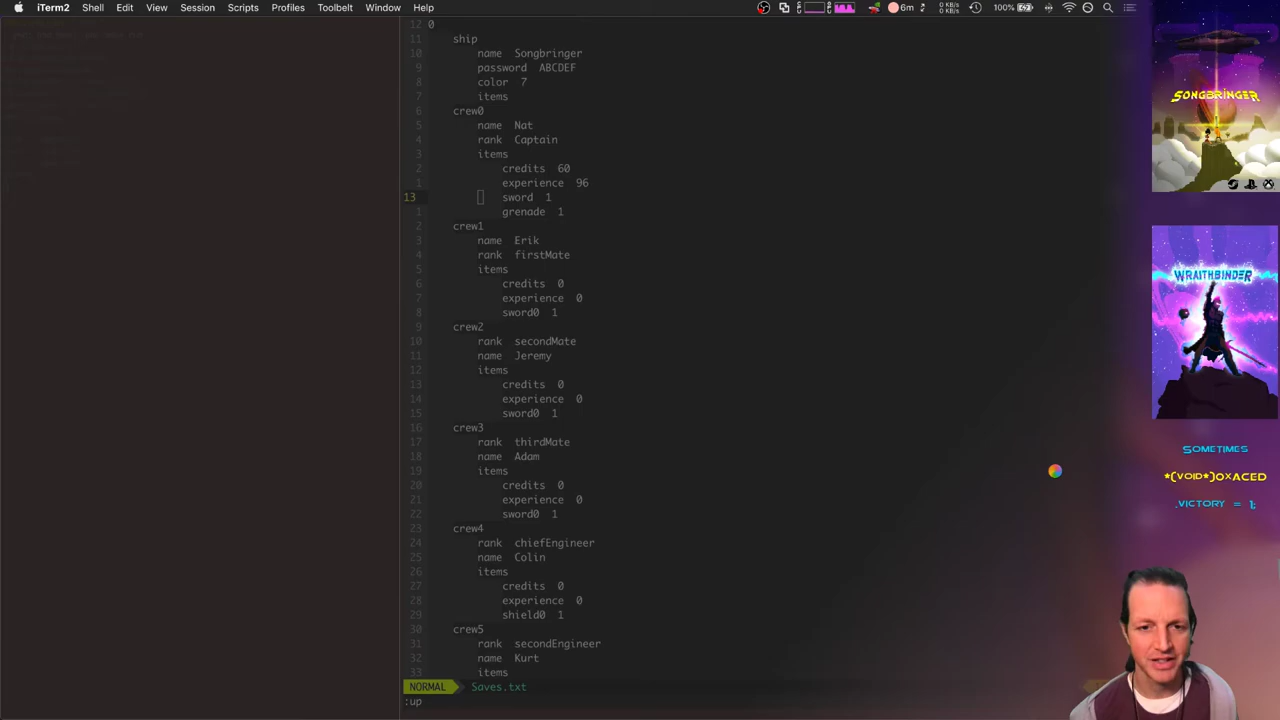 iTerm2 Shell Edit View Session Scripts Profiles Toolbelt Window Help
6m
0 KB/s
0 KB/s
100%
12 0
11 ship
10 name Songbringer
9 password ABCDEF
8 color 7
7 items
6 crew0
5 name Nat
4 rank Captain
3 items
2 credits 60
1 experience 96
13 sword 1
1 grenade 1
2 crew1
3 name Erik
4 rank firstMate
5 items
6 credits 0
7 experience 0
8 sword0 1
9 crew2
10 rank secondMate
11 name Jeremy
12 items
13 credits 0
14 experience 0
15 sword0 1
16 crew3
17 rank thirdMate
18 name Adam
19 items
20 credits 0
21 experience 0
22 sword0 1
23 crew4
24 rank chiefEngineer
25 name Colin
26 items
27 credits 0
28 experience 0
29 shield0 1
30 crew5
31 rank secondEngineer
32 name Kurt
33 items
NORMAL Saves.txt
:up
SONGBRINGER
WRAITHBINDER
SOMETIMES
*(VOID*)0XACED
.VICTORY = 1;